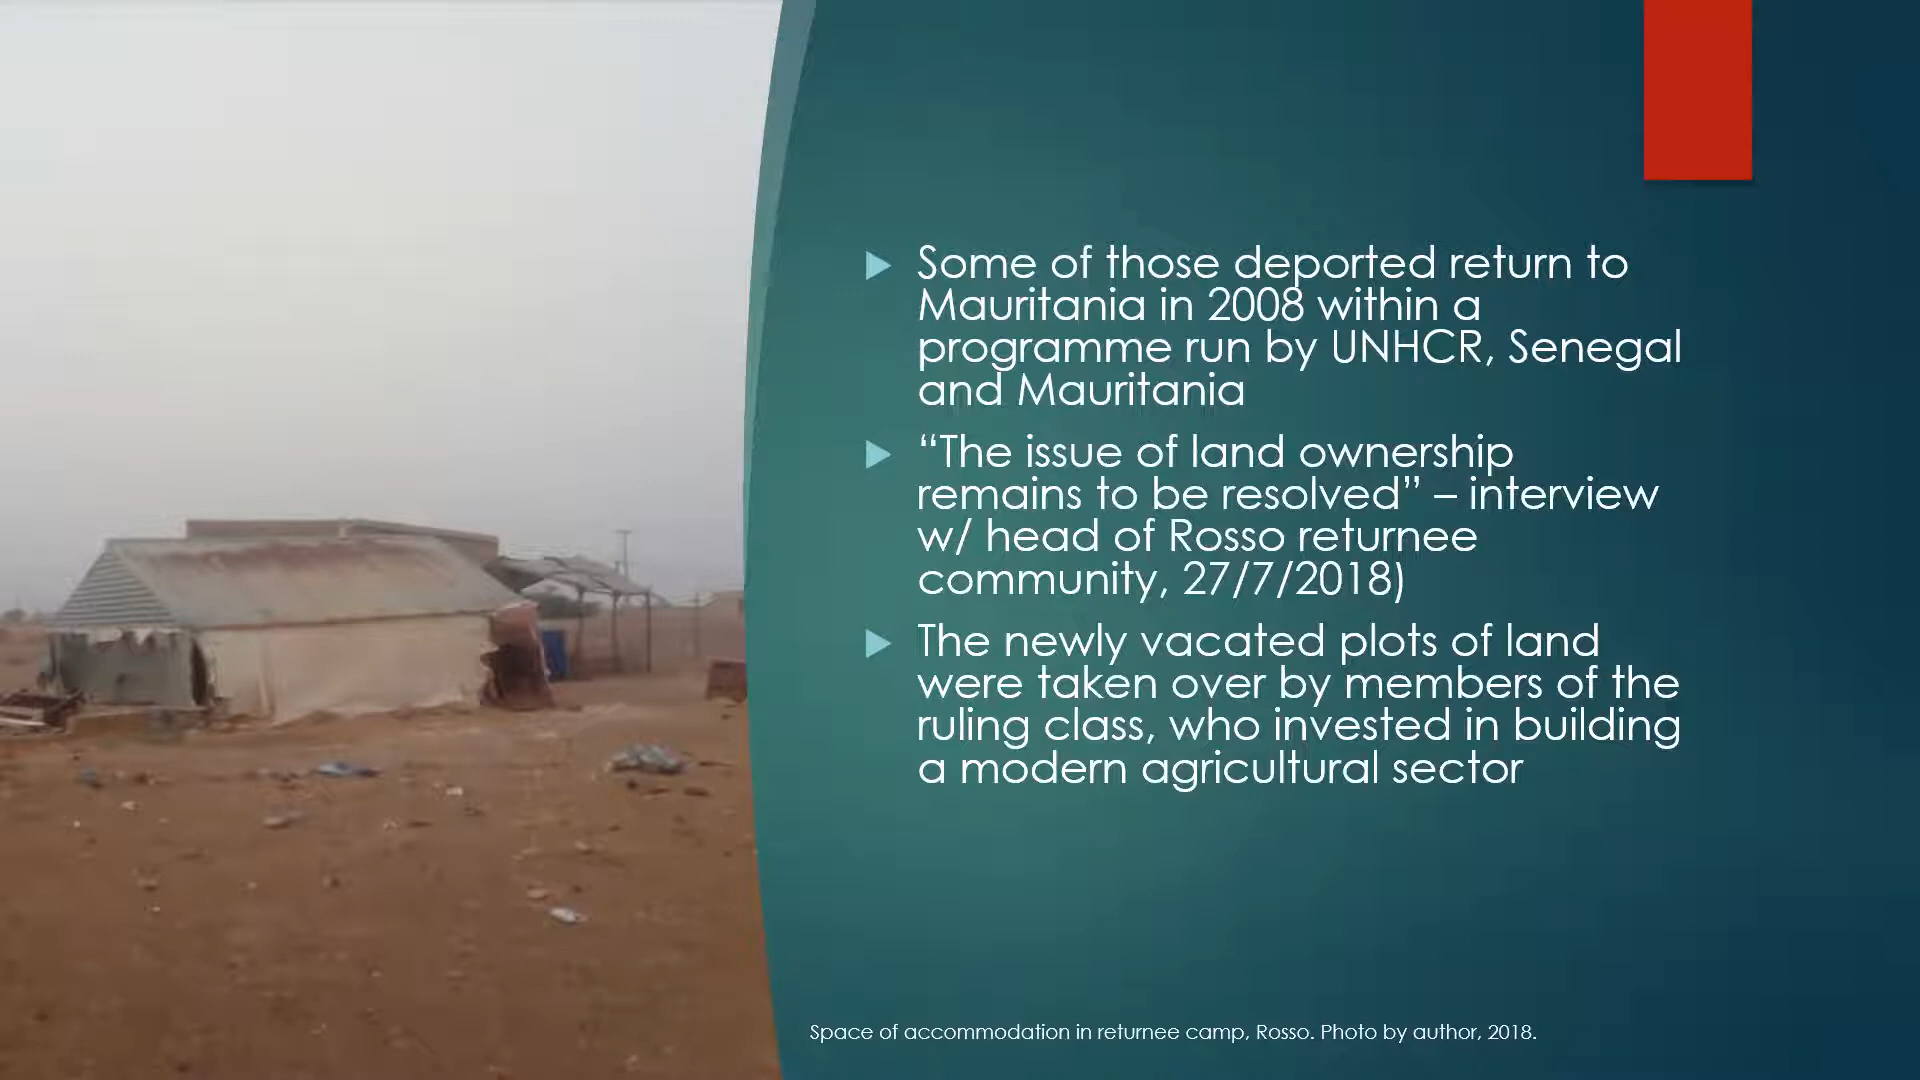 Some of those deported return to
Mauritania in 2008 within a
programme run by UNHCR, Senegal
and Mauritania
“The issue of land ownership
remains to be resolved” – interview
w/ head of Rosso returnee
community, 27/7/2018)
The newly vacated plots of land
were taken over by members of the
ruling class, who invested in building
a modern agricultural sector
Space of accommodation in returnee camp, Rosso. Photo by author, 2018.